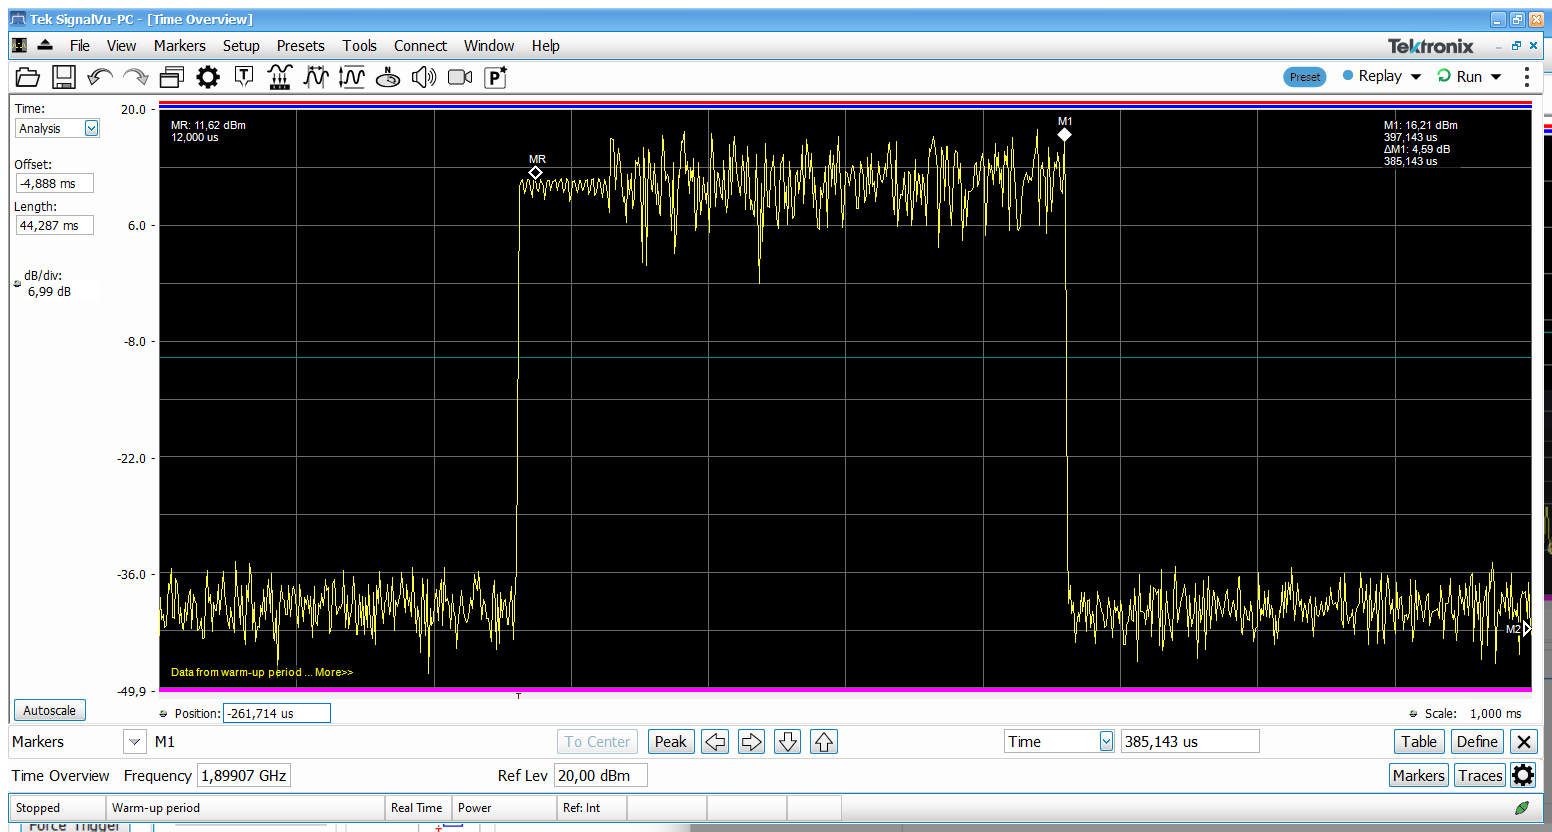 Tek SignalVu-PC - [Time Overview]
File View Markers Setup Presets Tools Connect Window Help
Tektronix
Preset Replay Run
Time:
Analysis
Offset:
-4,888 ms
Length:
44,287 ms
dB/div:
6,99 dB
Autoscale
20.0
6.0
-8.0
-22.0
-36.0
-49,9
MR: 11,62 dBm
12,000 us
MR
M1
M1: 16,21 dBm
397,143 us
ΔM1: 4,59 dB
385,143 us
M2
Data from warm-up period ... More>>
T
Position: -261,714 us
Scale: 1,000 ms
Markers M1 To Center Peak Time 385,143 us Table Define
Time Overview Frequency 1,89907 GHz Ref Lev 20,00 dBm Markers Traces
Stopped Warm-up period Real Time Power Ref: Int
Force Trigger